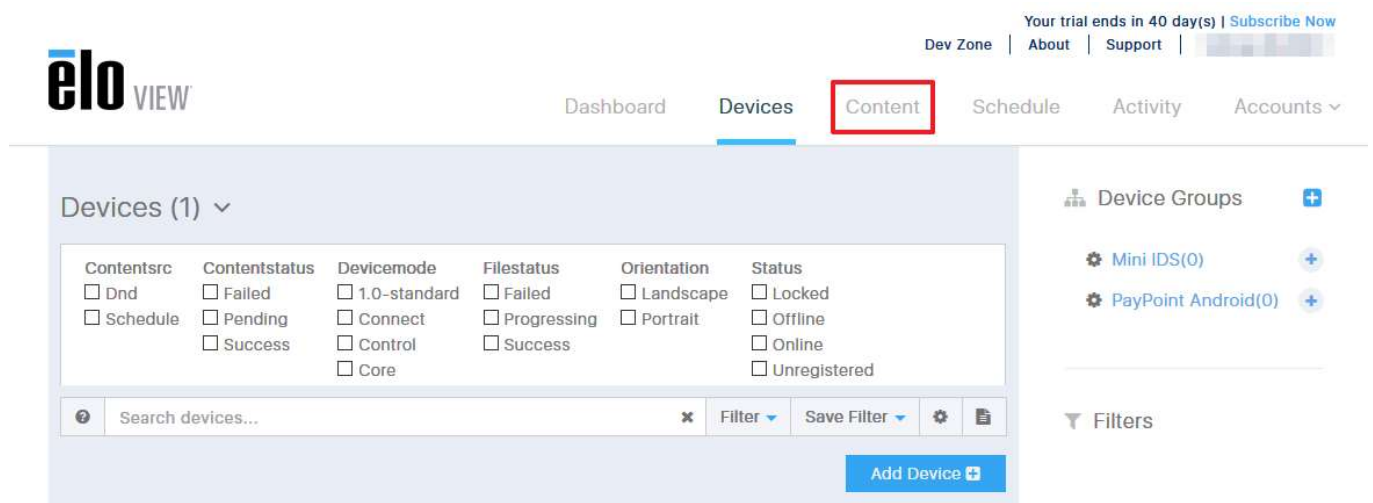 Your trial ends in 40 day(s) | Subscribe Now
Dev Zone | About | Support |
ēlo VIEW
Dashboard Devices Content Schedule Activity Accounts
Devices (1)
Contentsrc Contentstatus Devicemode Filestatus Orientation Status
Dnd Failed 1.0-standard Failed Landscape Locked
Schedule Pending Connect Progressing Portrait Offline
Success Control Success Online
Core Unregistered
Search devices... Filter Save Filter
Add Device
Device Groups
Mini IDS(0)
PayPoint Android(0)
Filters